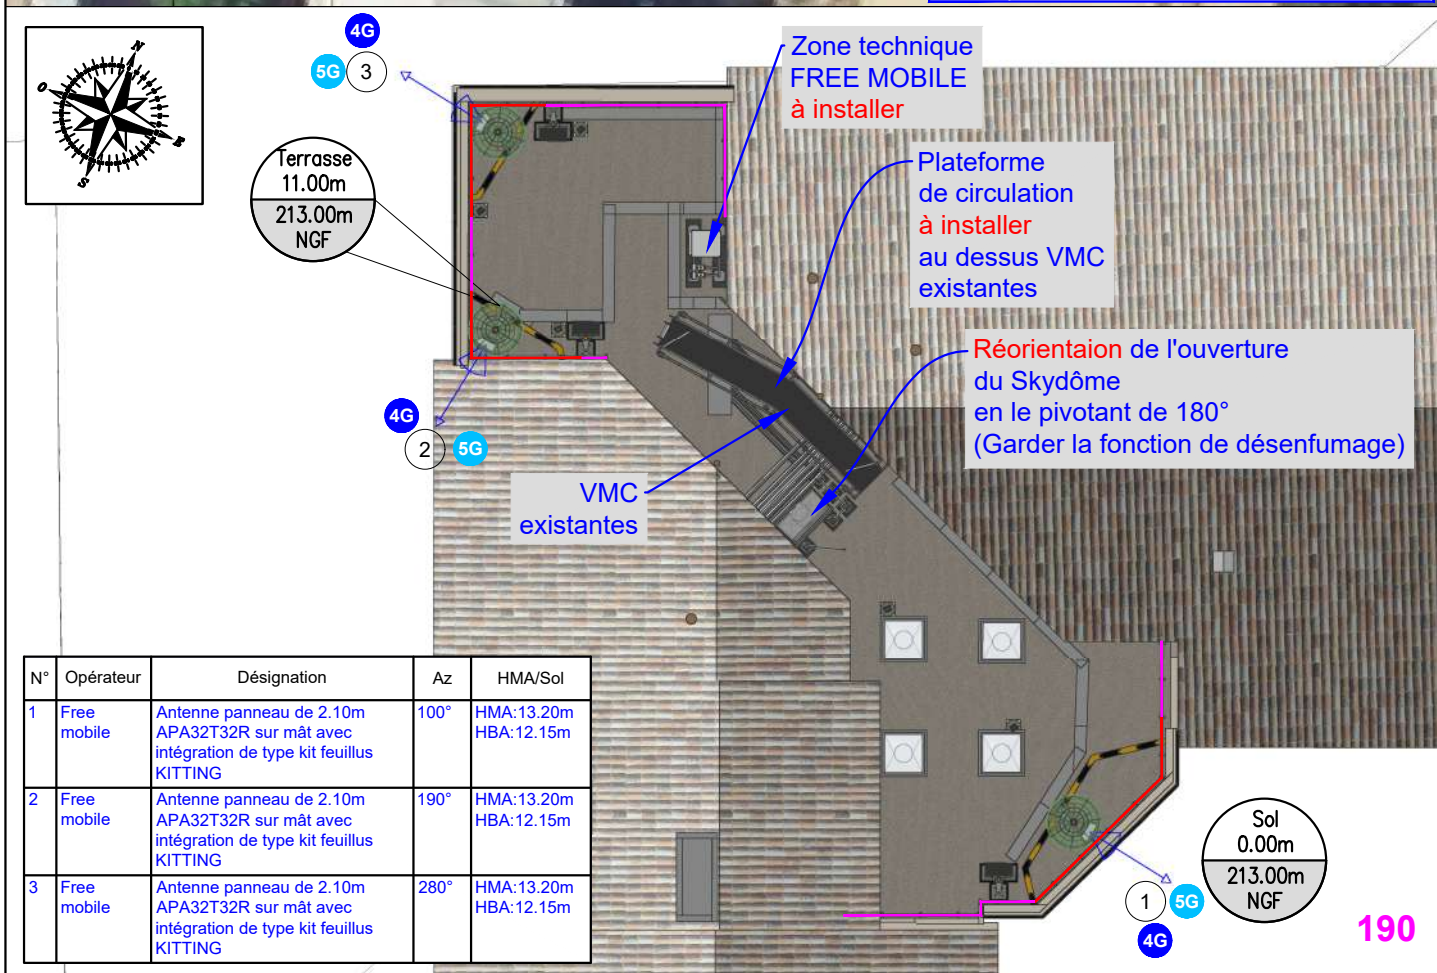 N
O
E
S
4G
5G
3
Terrasse
11.00m
213.00m
NGF
Zone technique
FREE MOBILE
à installer
Plateforme
de circulation
à installer
au dessus VMC
existantes
Réorientaion de l'ouverture
du Skydôme
en le pivotant de 180°
(Garder la fonction de désenfumage)
4G
2
5G
VMC
existantes
N° Opérateur Désignation Az HMA/Sol
1 Free mobile Antenne panneau de 2.10m APA32T32R sur mât avec intégration de type kit feuillus KITTING 100° HMA:13.20m HBA:12.15m
2 Free mobile Antenne panneau de 2.10m APA32T32R sur mât avec intégration de type kit feuillus KITTING 190° HMA:13.20m HBA:12.15m
3 Free mobile Antenne panneau de 2.10m APA32T32R sur mât avec intégration de type kit feuillus KITTING 280° HMA:13.20m HBA:12.15m
Sol
0.00m
213.00m
NGF
1
5G
4G
190